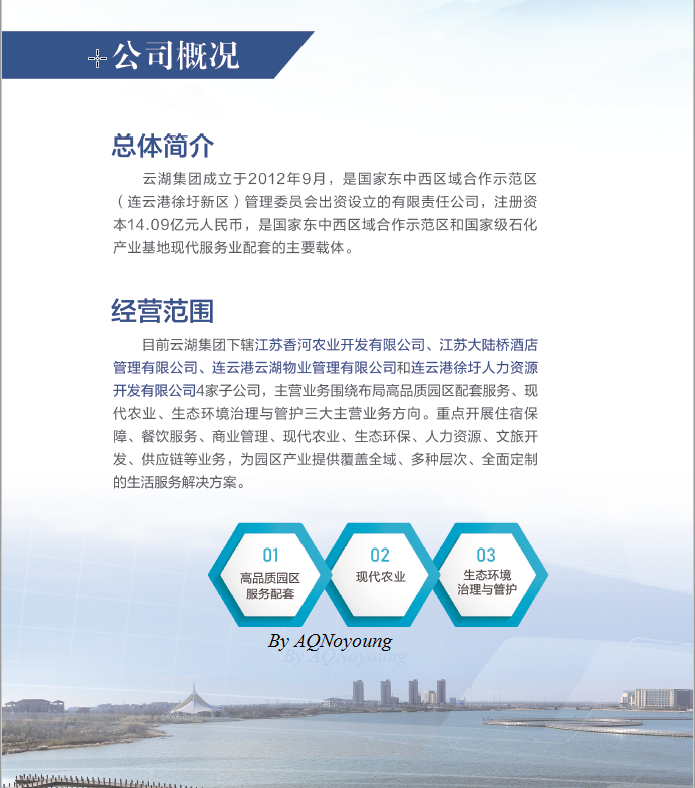 公司概况
总体简介
云湖集团成立于2012年9月，是国家东中西区域合作示范区
（连云港徐圩新区）管理委员会出资设立的有限责任公司，注册资
本14.09亿元人民币，是国家东中西区域合作示范区和国家级石化
产业基地现代服务业配套的主要载体。
经营范围
目前云湖集团下辖江苏香河农业开发有限公司、江苏大陆桥酒店
管理有限公司、连云港云湖物业管理有限公司和连云港徐圩人力资源
开发有限公司4家子公司，主营业务围绕布局高品质园区配套服务、现
代农业、生态环境治理与管护三大主营业务方向。重点开展住宿保
障、餐饮服务、商业管理、现代农业、生态环保、人力资源、文旅开
发、供应链等业务，为园区产业提供覆盖全域、多种层次、全面定制
的生活服务解决方案。
01
高品质园区
服务配套
02
现代农业
03
生态环境
治理与管护
By AQNoyoung
By AQNoyoung